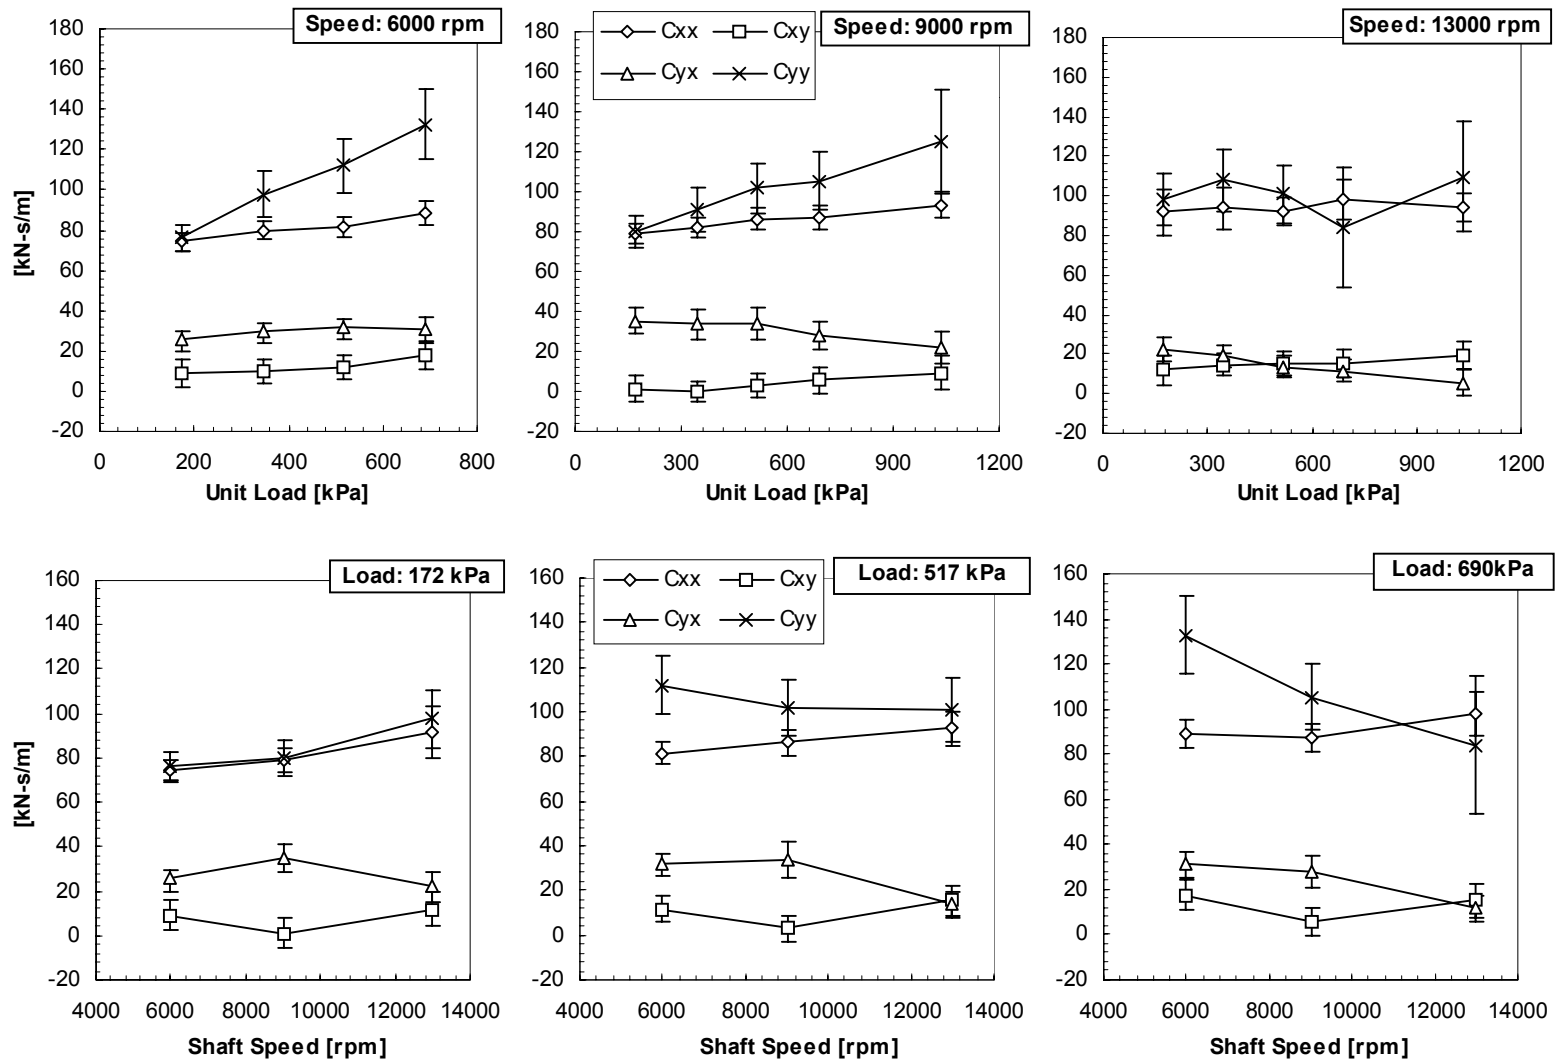 Speed: 6000 rpm
180
160
140
120
100
80
60
40
20
0
-20
[kN-s/m]
0 200 400 600 800
Unit Load [kPa]
Cxx Cxy
Cyx Cyy
Speed: 9000 rpm
180
160
140
120
100
80
60
40
20
0
-20
0 300 600 900 1200
Unit Load [kPa]
Speed: 13000 rpm
180
160
140
120
100
80
60
40
20
0
-20
0 300 600 900 1200
Unit Load [kPa]
Load: 172 kPa
160
140
120
100
80
60
40
20
0
-20
[kN-s/m]
4000 6000 8000 10000 12000 14000
Shaft Speed [rpm]
Cxx Cxy
Cyx Cyy
Load: 517 kPa
160
140
120
100
80
60
40
20
0
-20
4000 6000 8000 10000 12000 14000
Shaft Speed [rpm]
Load: 690kPa
160
140
120
100
80
60
40
20
0
-20
4000 6000 8000 10000 12000 14000
Shaft Speed [rpm]